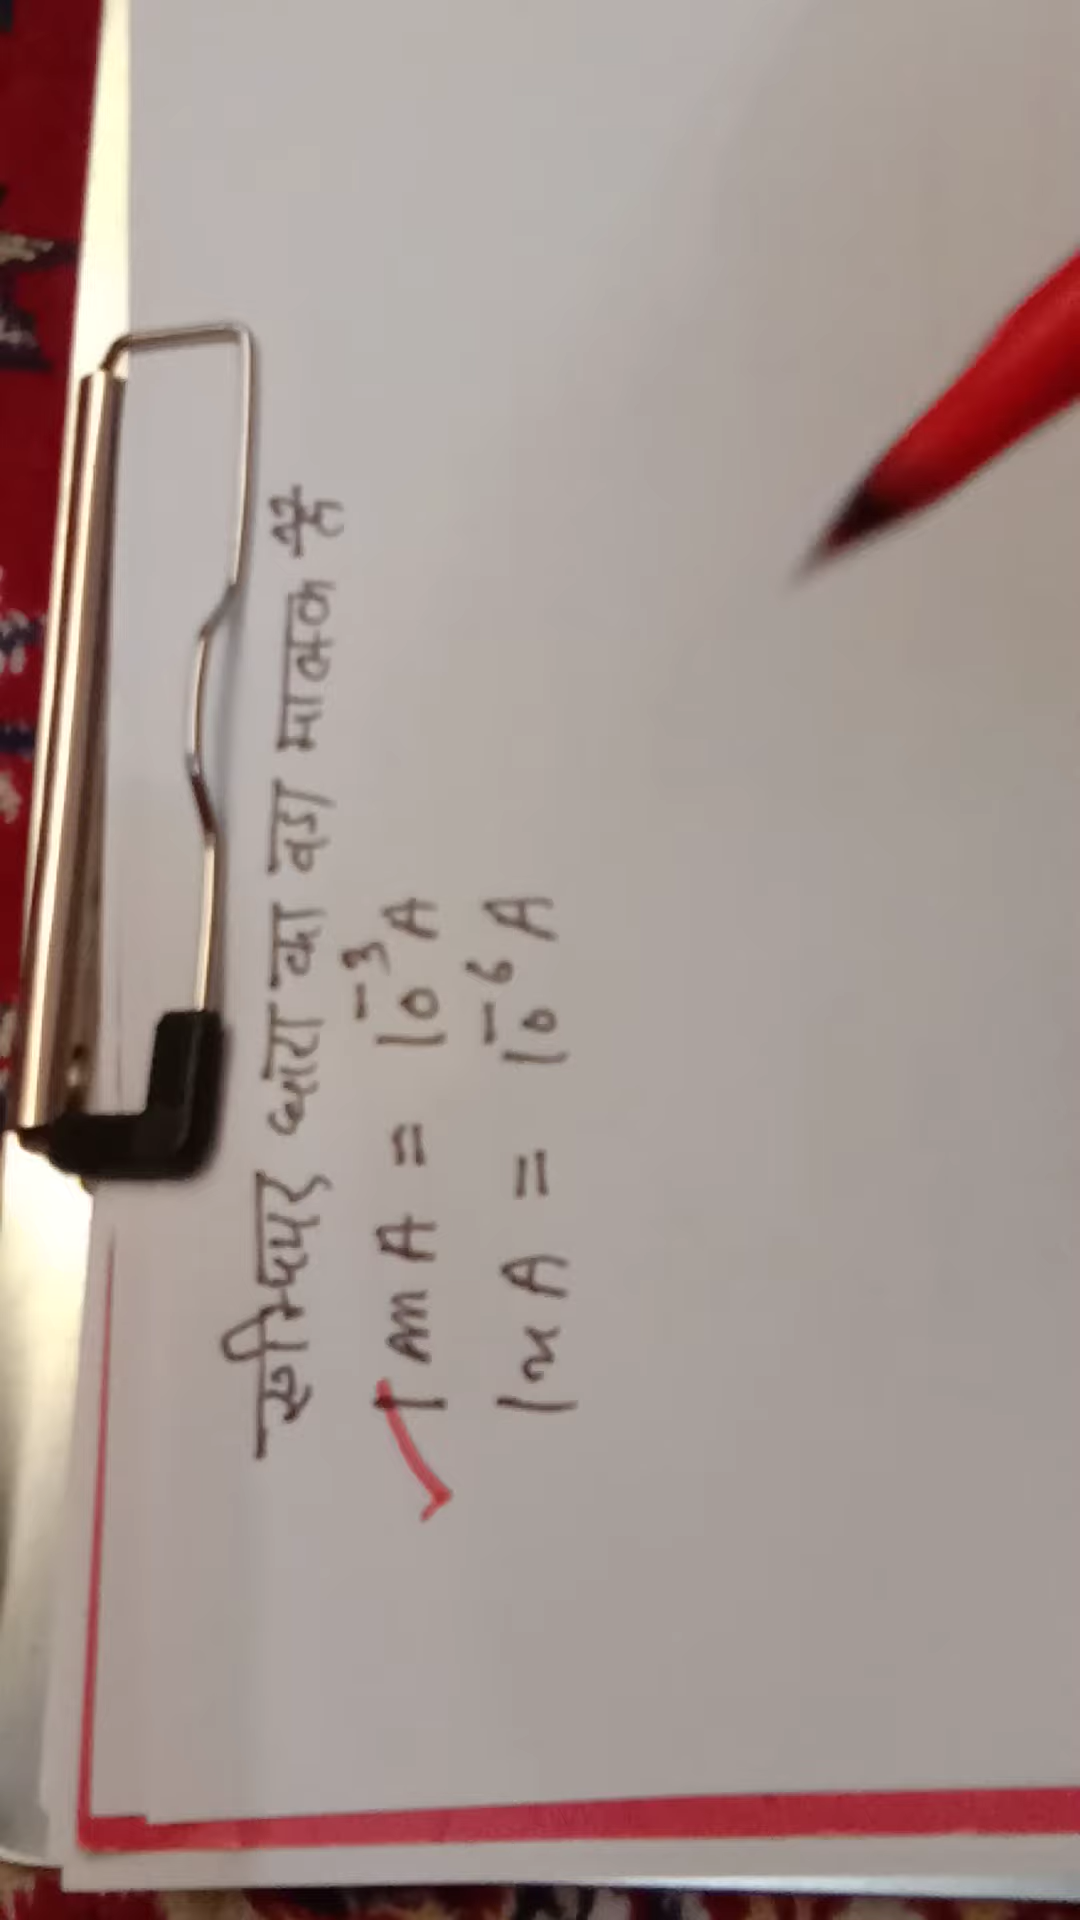 एम्पियर धारा का बड़ा मात्रक है
1 mA = 10⁻³ A
1 μA = 10⁻⁶ A